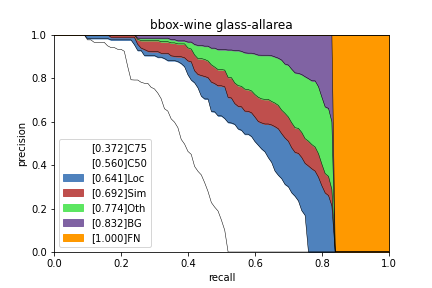 bbox-wine glass-allarea
1.0
0.8
0.6
0.4
0.2
0.0
precision
[0.372]C75
[0.560]C50
[0.641]Loc
[0.692]Sim
[0.774]Oth
[0.832]BG
[1.000]FN
0.0 0.2 0.4 0.6 0.8 1.0
recall